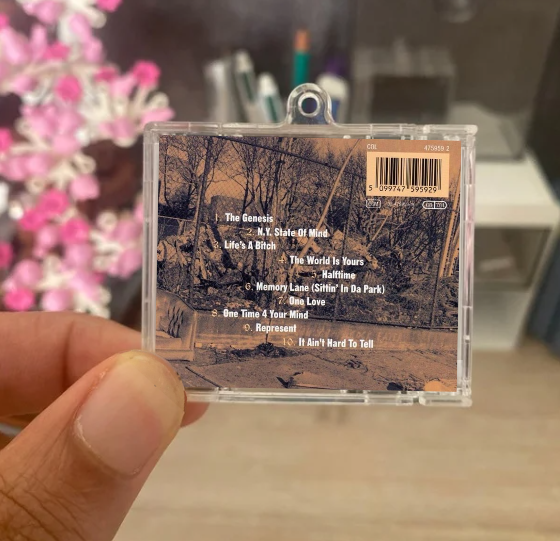 COL 475959 2
5 099747 595929
1. The Genesis
2. N.Y. State Of Mind
3. Life's A Bitch
4. The World Is Yours
5. Halftime
6. Memory Lane (Sittin' In Da Park)
7. One Love
8. One Time 4 Your Mind
9. Represent
10. It Ain't Hard To Tell